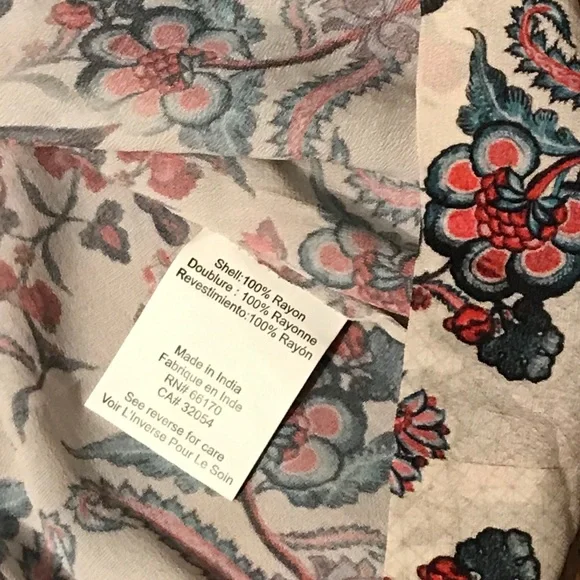 Shell:100% Rayon
Doublure : 100% Rayonne
Revestimiento:100% Rayón
Made in India
Fabrique en Inde
RN# 66170
CA# 32054
See reverse for care
Voir L'Inverse Pour Le Soin